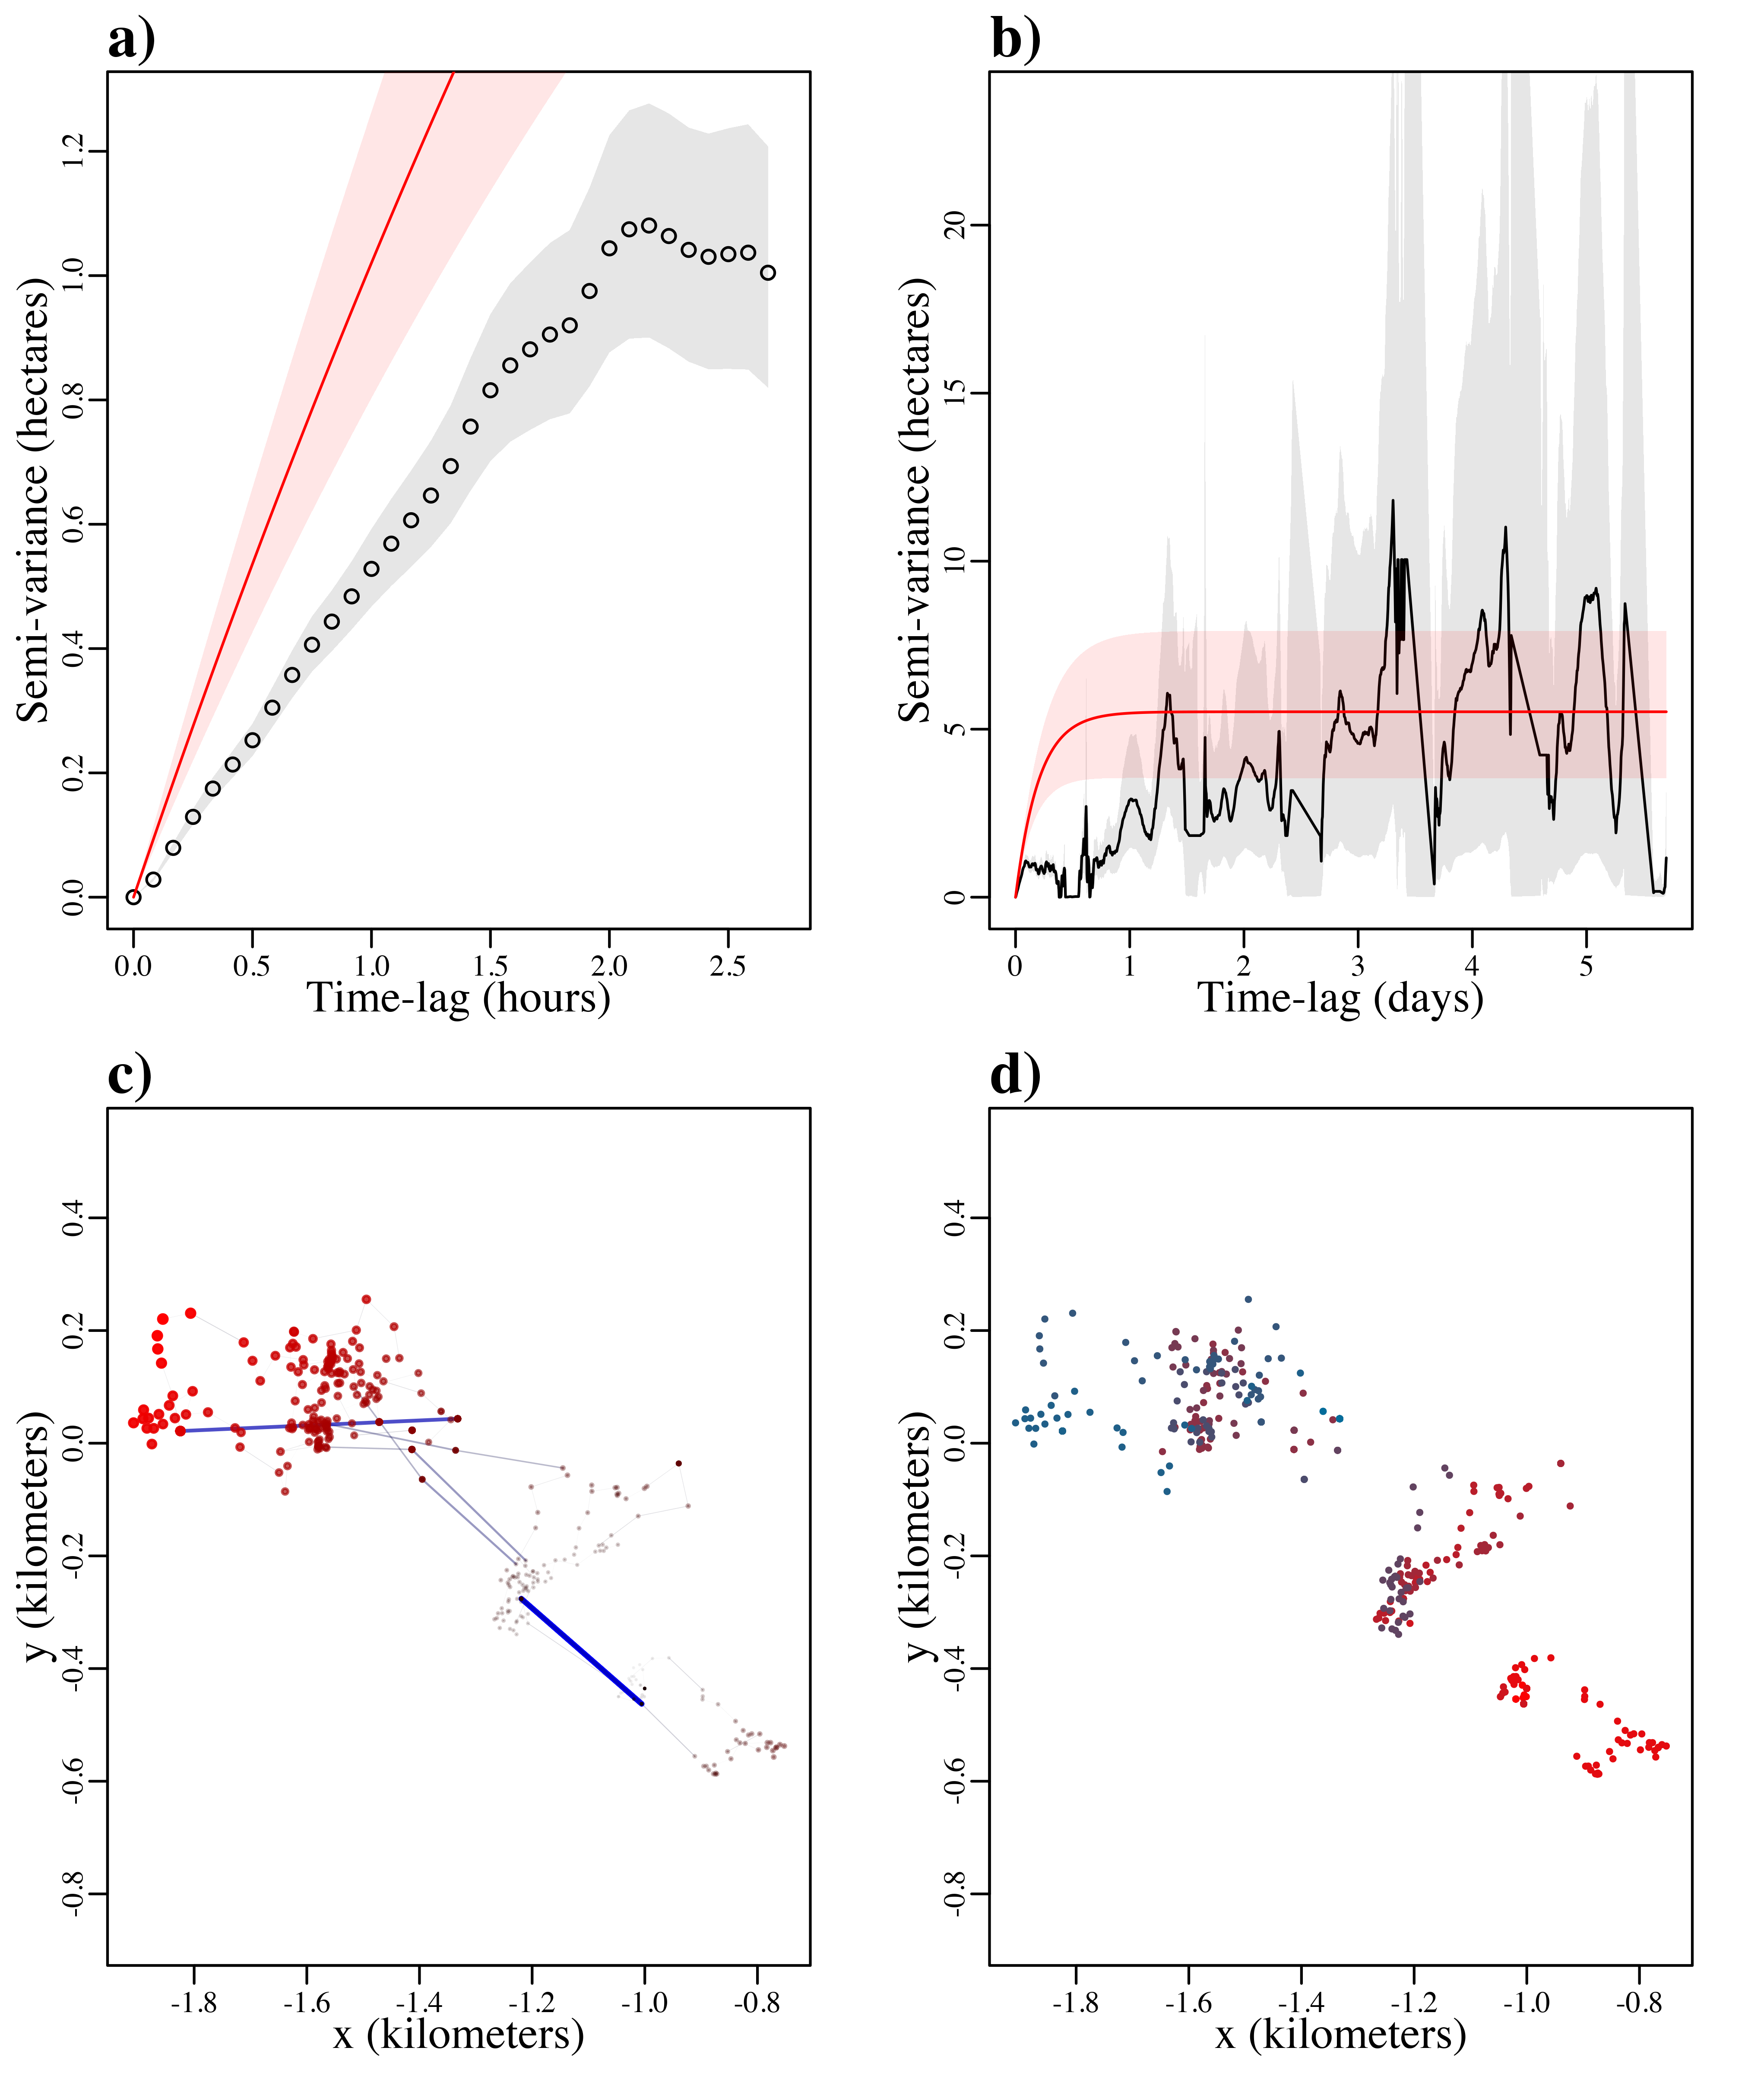 a)
Semi-variance (hectares)
0.0 0.2 0.4 0.6 0.8 1.0 1.2
0.0 0.5 1.0 1.5 2.0 2.5
Time-lag (hours)
b)
Semi-variance (hectares)
0 5 10 15 20
0 1 2 3 4 5
Time-lag (days)
c)
y (kilometers)
-0.8 -0.6 -0.4 -0.2 0.0 0.2 0.4
-1.8 -1.6 -1.4 -1.2 -1.0 -0.8
x (kilometers)
d)
y (kilometers)
-0.8 -0.6 -0.4 -0.2 0.0 0.2 0.4
-1.8 -1.6 -1.4 -1.2 -1.0 -0.8
x (kilometers)